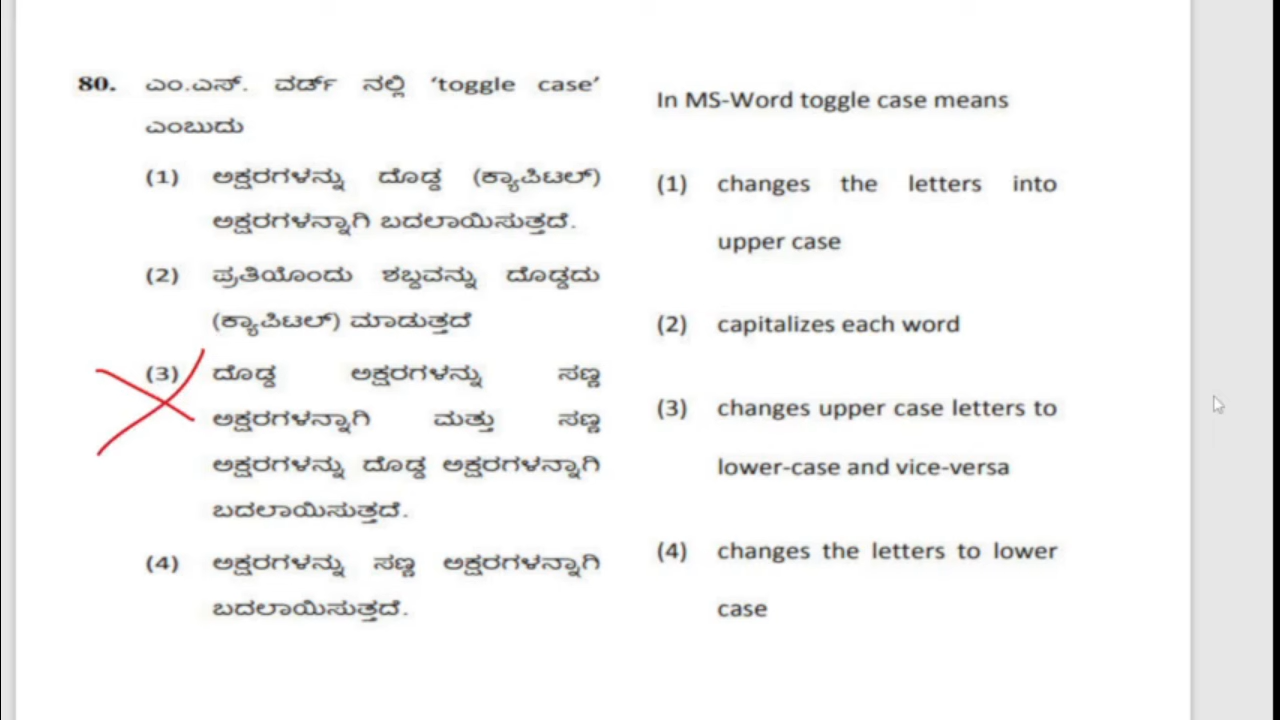 80. ಎಂ.ಎಸ್. ವರ್ಡ್ ನಲ್ಲಿ ‘toggle case’
ಎಂಬುದು
(1) ಅಕ್ಷರಗಳನ್ನು ದೊಡ್ಡ (ಕ್ಯಾಪಿಟಲ್)
ಅಕ್ಷರಗಳನ್ನಾಗಿ ಬದಲಾಯಿಸುತ್ತದೆ.
(2) ಪ್ರತಿಯೊಂದು ಶಬ್ದವನ್ನು ದೊಡ್ಡದು
(ಕ್ಯಾಪಿಟಲ್) ಮಾಡುತ್ತದೆ
(3) ದೊಡ್ಡ ಅಕ್ಷರಗಳನ್ನು ಸಣ್ಣ
ಅಕ್ಷರಗಳನ್ನಾಗಿ ಮತ್ತು ಸಣ್ಣ
ಅಕ್ಷರಗಳನ್ನು ದೊಡ್ಡ ಅಕ್ಷರಗಳನ್ನಾಗಿ
ಬದಲಾಯಿಸುತ್ತದೆ.
(4) ಅಕ್ಷರಗಳನ್ನು ಸಣ್ಣ ಅಕ್ಷರಗಳನ್ನಾಗಿ
ಬದಲಾಯಿಸುತ್ತದೆ.
In MS-Word toggle case means
(1) changes the letters into
upper case
(2) capitalizes each word
(3) changes upper case letters to
lower-case and vice-versa
(4) changes the letters to lower
case